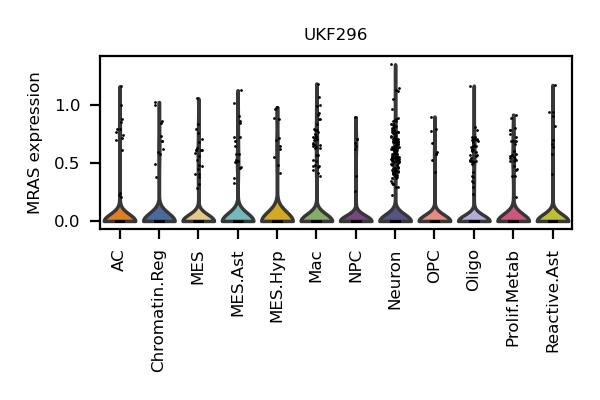 UKF296
MRAS expression
1.0
0.5
0.0
AC
Chromatin.Reg
MES
MES.Ast
MES.Hyp
Mac
NPC
Neuron
OPC
Oligo
Prolif.Metab
Reactive.Ast